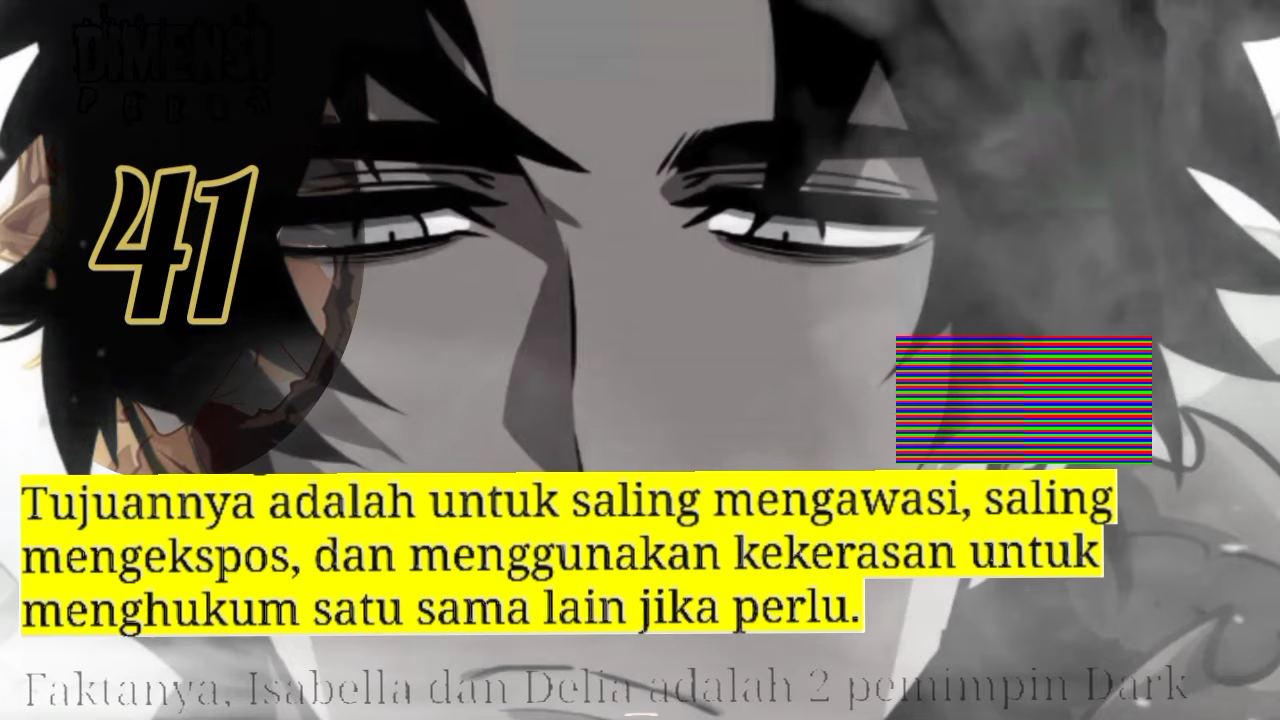 DIMENSI
41
Tujuannya adalah untuk saling mengawasi, saling
mengekspos, dan menggunakan kekerasan untuk
menghukum satu sama lain jika perlu.
Faktanya, Isabella dan Delia adalah 2 pemimpin Dark